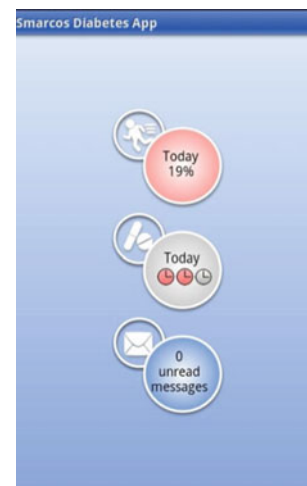 Smarcos Diabetes App
Today
19%
Today
0
unread
messages